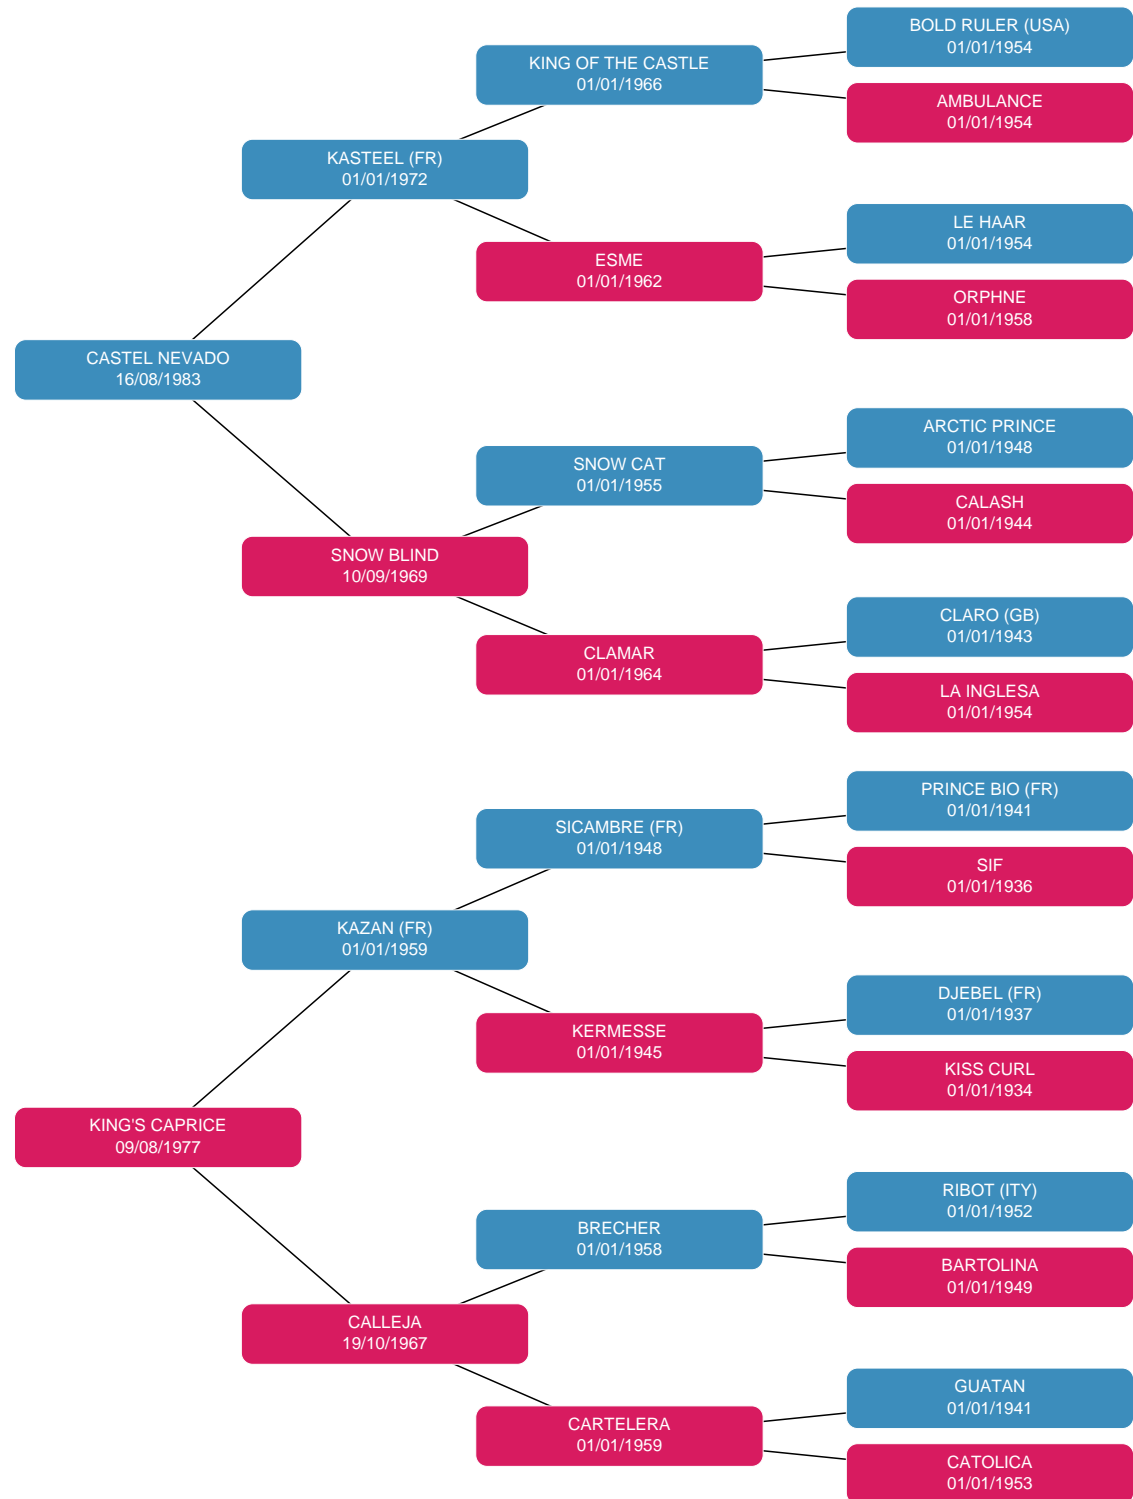 BOLD RULER (USA)
01/01/1954
KING OF THE CASTLE
01/01/1966
AMBULANCE
01/01/1954
KASTEEL (FR)
01/01/1972
LE HAAR
01/01/1954
ESME
01/01/1962
ORPHNE
01/01/1958
CASTEL NEVADO
16/08/1983
ARCTIC PRINCE
01/01/1948
SNOW CAT
01/01/1955
CALASH
01/01/1944
SNOW BLIND
10/09/1969
CLARO (GB)
01/01/1943
CLAMAR
01/01/1964
LA INGLESA
01/01/1954
PRINCE BIO (FR)
01/01/1941
SICAMBRE (FR)
01/01/1948
SIF
01/01/1936
KAZAN (FR)
01/01/1959
DJEBEL (FR)
01/01/1937
KERMESSE
01/01/1945
KISS CURL
01/01/1934
KING'S CAPRICE
09/08/1977
RIBOT (ITY)
01/01/1952
BRECHER
01/01/1958
BARTOLINA
01/01/1949
CALLEJA
19/10/1967
GUATAN
01/01/1941
CARTELERA
01/01/1959
CATOLICA
01/01/1953